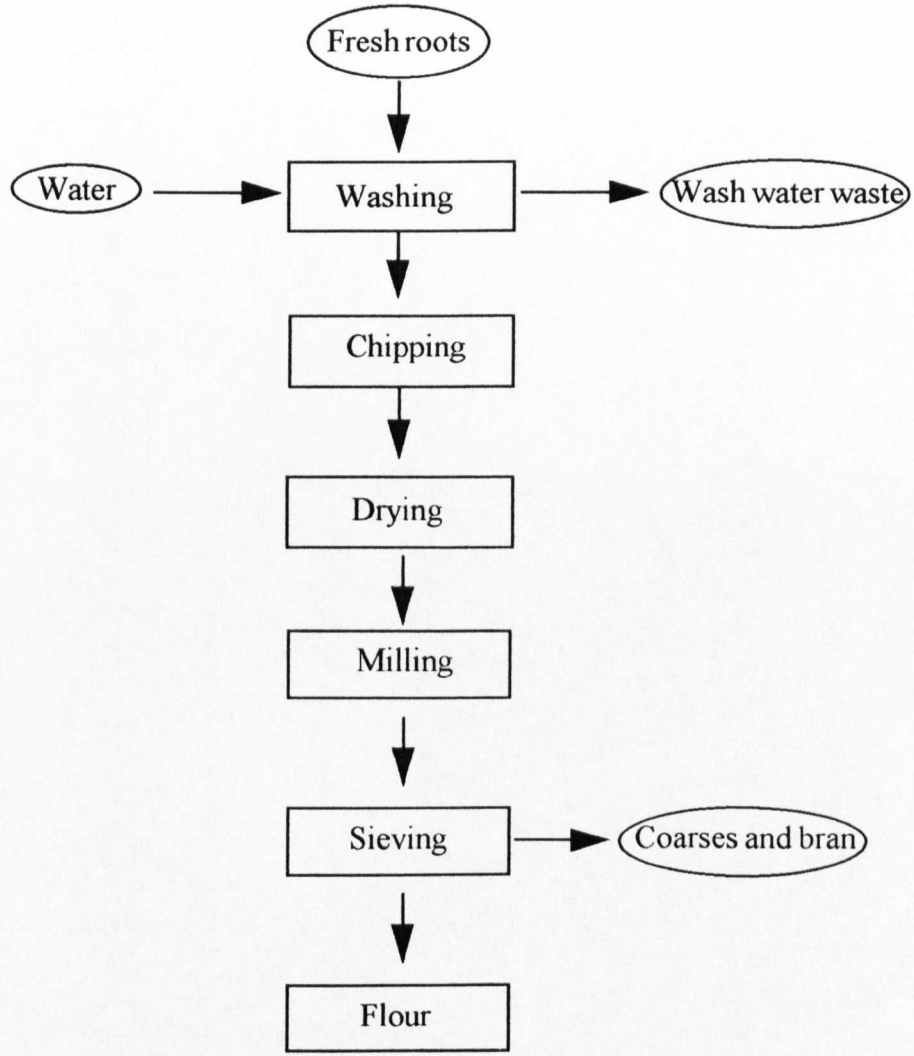 Fresh roots
Water
Washing
Wash water waste
Chipping
Drying
Milling
Sieving
Coarses and bran
Flour